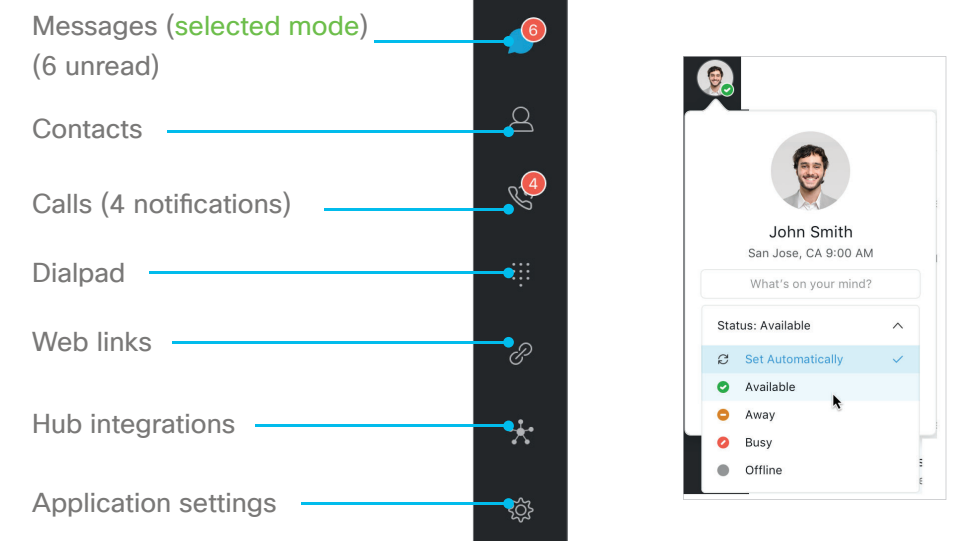 Messages (selected mode)
(6 unread)
6
Contacts
Calls (4 notifications)
4
Dialpad
Web links
Hub integrations
Application settings
John Smith
San Jose, CA 9:00 AM
What's on your mind?
Status: Available
Set Automatically
Available
Away
Busy
Offline